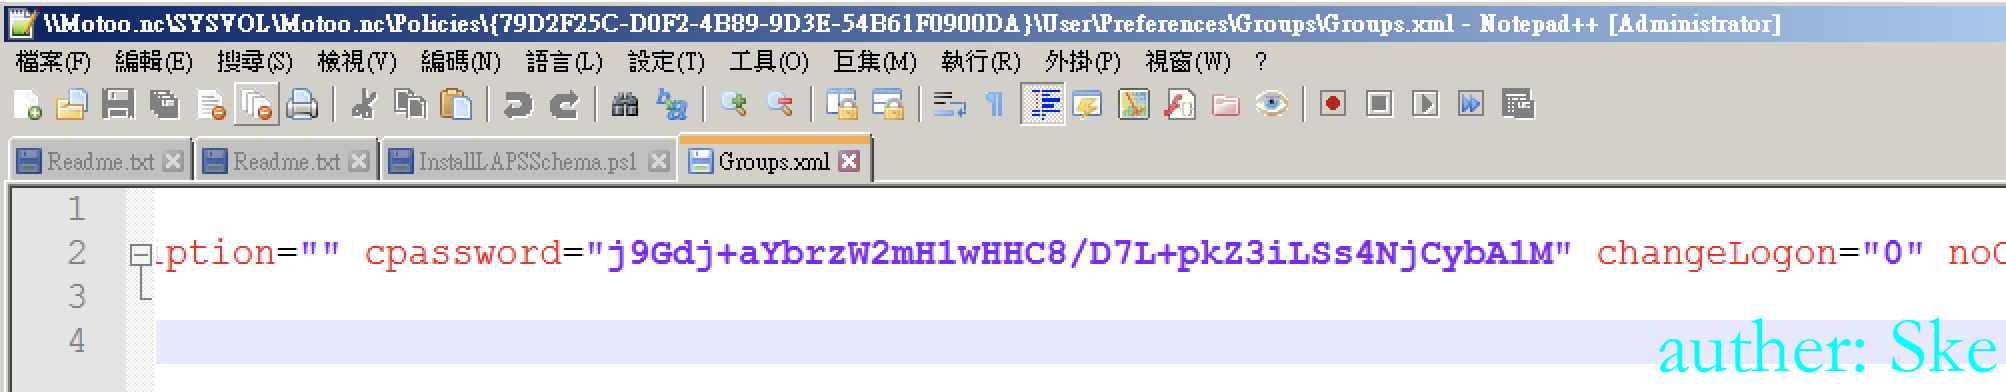 \\Motoo.nc\SYSVOL\Motoo.nc\Policies\{79D2F25C-D0F2-4B89-9D3E-54B61F0900DA}\User\Preferences\Groups\Groups.xml - Notepad++ [Administrator]
檔案(F) 編輯(E) 搜尋(S) 檢視(V) 編碼(N) 語言(L) 設定(T) 工具(O) 巨集(M) 執行(R) 外掛(P) 視窗(W) ?
Readme.txt Readme.txt InstallLAPSSchema.ps1 Groups.xml
1
2 iption="" cpassword="j9Gdj+aYbrzW2mH1wHHC8/D7L+pkZ3iLSs4NjCybA1M" changeLogon="0" noC
3
4
auther: Ske